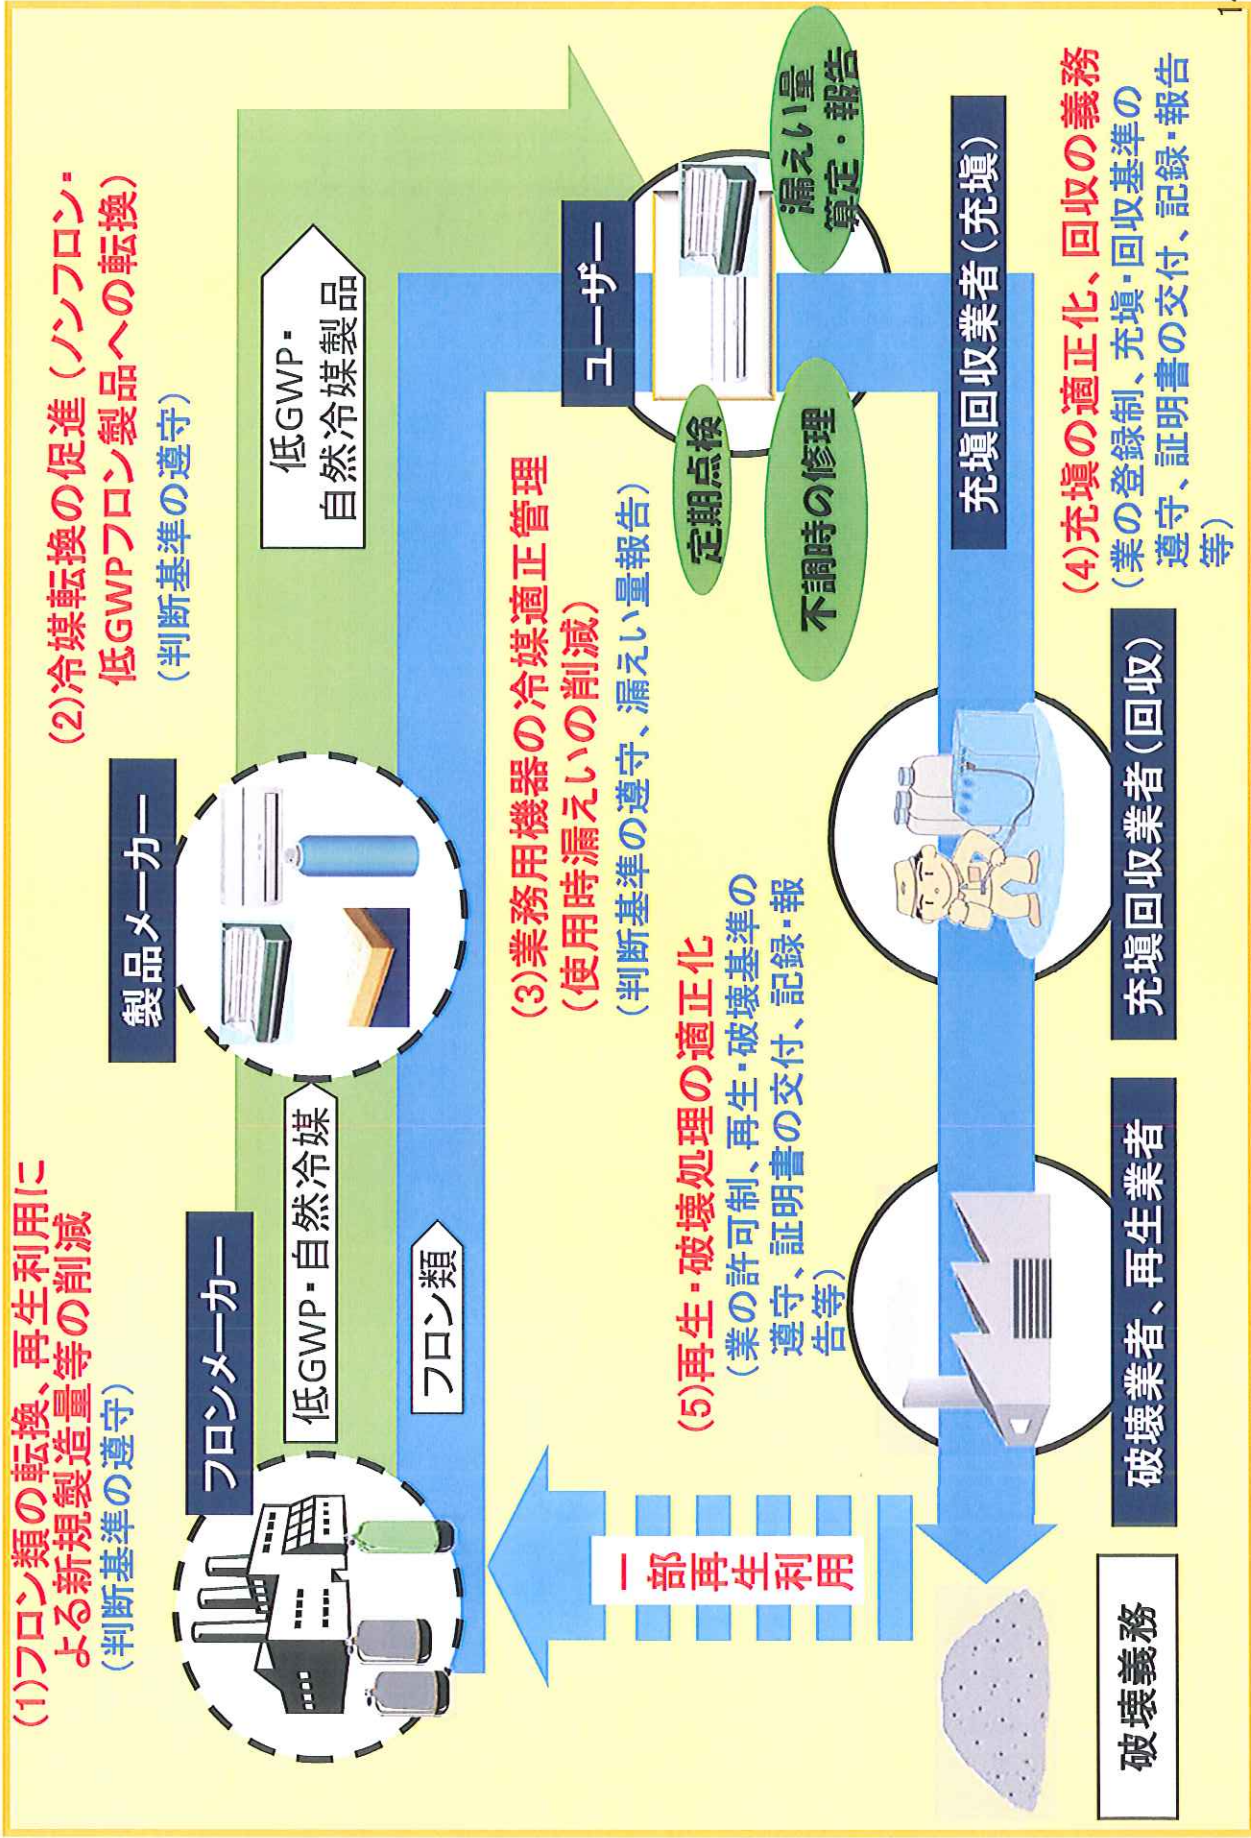 (1)フロン類の転換、再生利用に
よる新規製造量等の削減
(判断基準の遵守)
フロンメーカー
低GWP・自然冷媒
フロン類
製品メーカー
(2)冷媒転換の促進（ノンフロン・
低GWPフロン製品への転換）
(判断基準の遵守)
低GWP・
自然冷媒製品
(3)業務用機器の冷媒適正管理
(使用時漏えいの削減)
(判断基準の遵守、漏えい量報告)
ユーザー
定期点検
不調時の修理
漏えい量
算定・報告
充塡回収業者(充塡)
(4)充塡の適正化、回収の義務
(業の登録制、充塡・回収基準の
遵守、証明書の交付、記録・報告
等)
充塡回収業者(回収)
(5)再生・破壊処理の適正化
(業の許可制、再生・破壊基準の
遵守、証明書の交付、記録・報
告等)
破壊業者、再生業者
一部再生利用
破壊義務